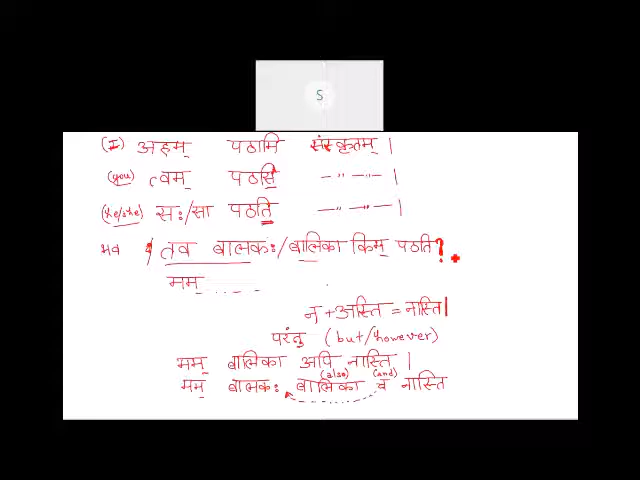 S
(I) अहम् पठामि संस्कृतम् |
(you) त्वम् पठसि —〃— |
(he/she) सः/सा पठति —〃— |
तव बालकः/बालिका किम् पठति?
मम्
न + अस्ति = नास्ति|
परंतु (but/however)
मम् बालिका अपि नास्ति |
(also) (and)
मम् बालकः बालिका च नास्ति